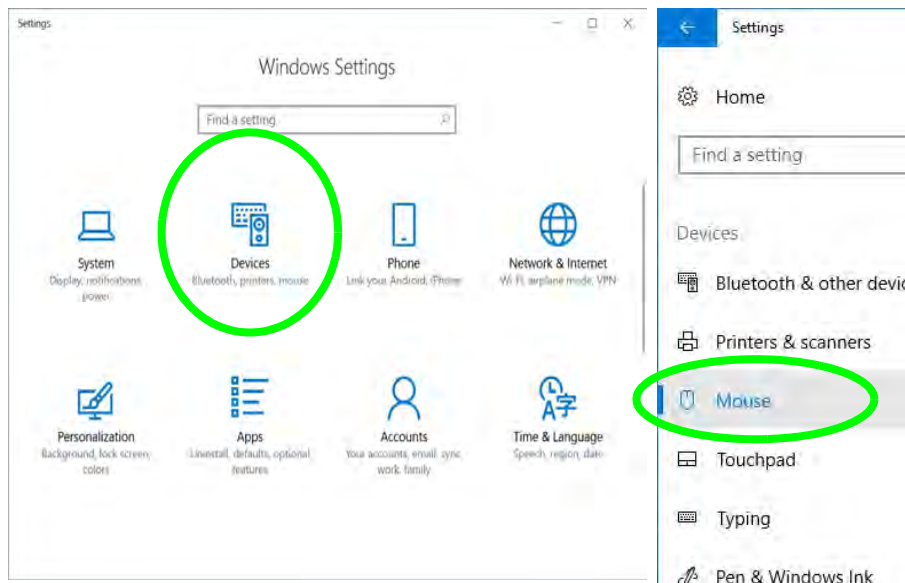 Settings
Windows Settings
Find a setting
System
Display, notifications,
power
Devices
Bluetooth, printers, mouse
Phone
Link your Android, iPhone
Network & Internet
Wi-Fi, airplane mode, VPN
Personalization
Background, lock screen,
colors
Apps
Uninstall, defaults, optional
features
Accounts
Your accounts, email, sync,
work, family
A字
Time & Language
Speech, region, date
Settings
Home
Find a setting
Devices
Bluetooth & other devic
Printers & scanners
Mouse
Touchpad
Typing
Pen & Windows Ink